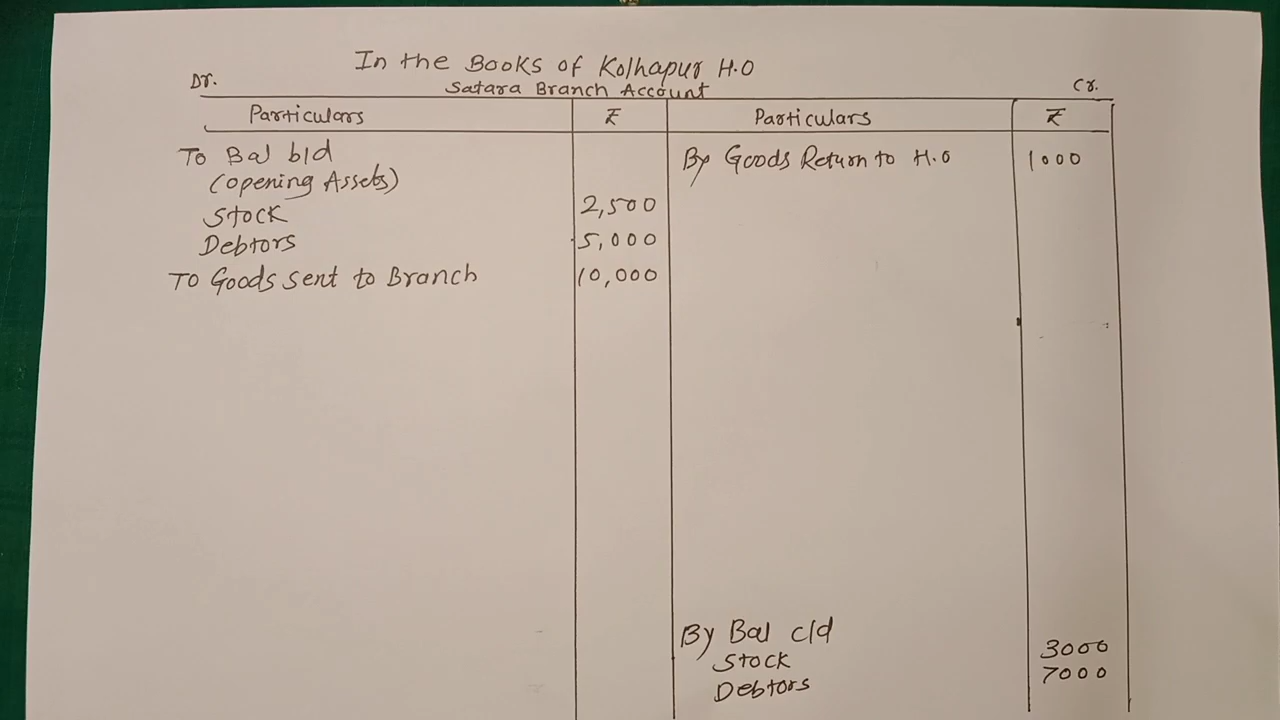 In the Books of Kolhapur H.O
Dr. Satara Branch Account Cr.
Particulars ₹ Particulars ₹
To Bal b/d By Goods Return to H.O 1000
(opening Assets)
Stock 2,500
Debtors 5,000
To Goods sent to Branch 10,000
By Bal c/d
Stock 3000
Debtors 7000